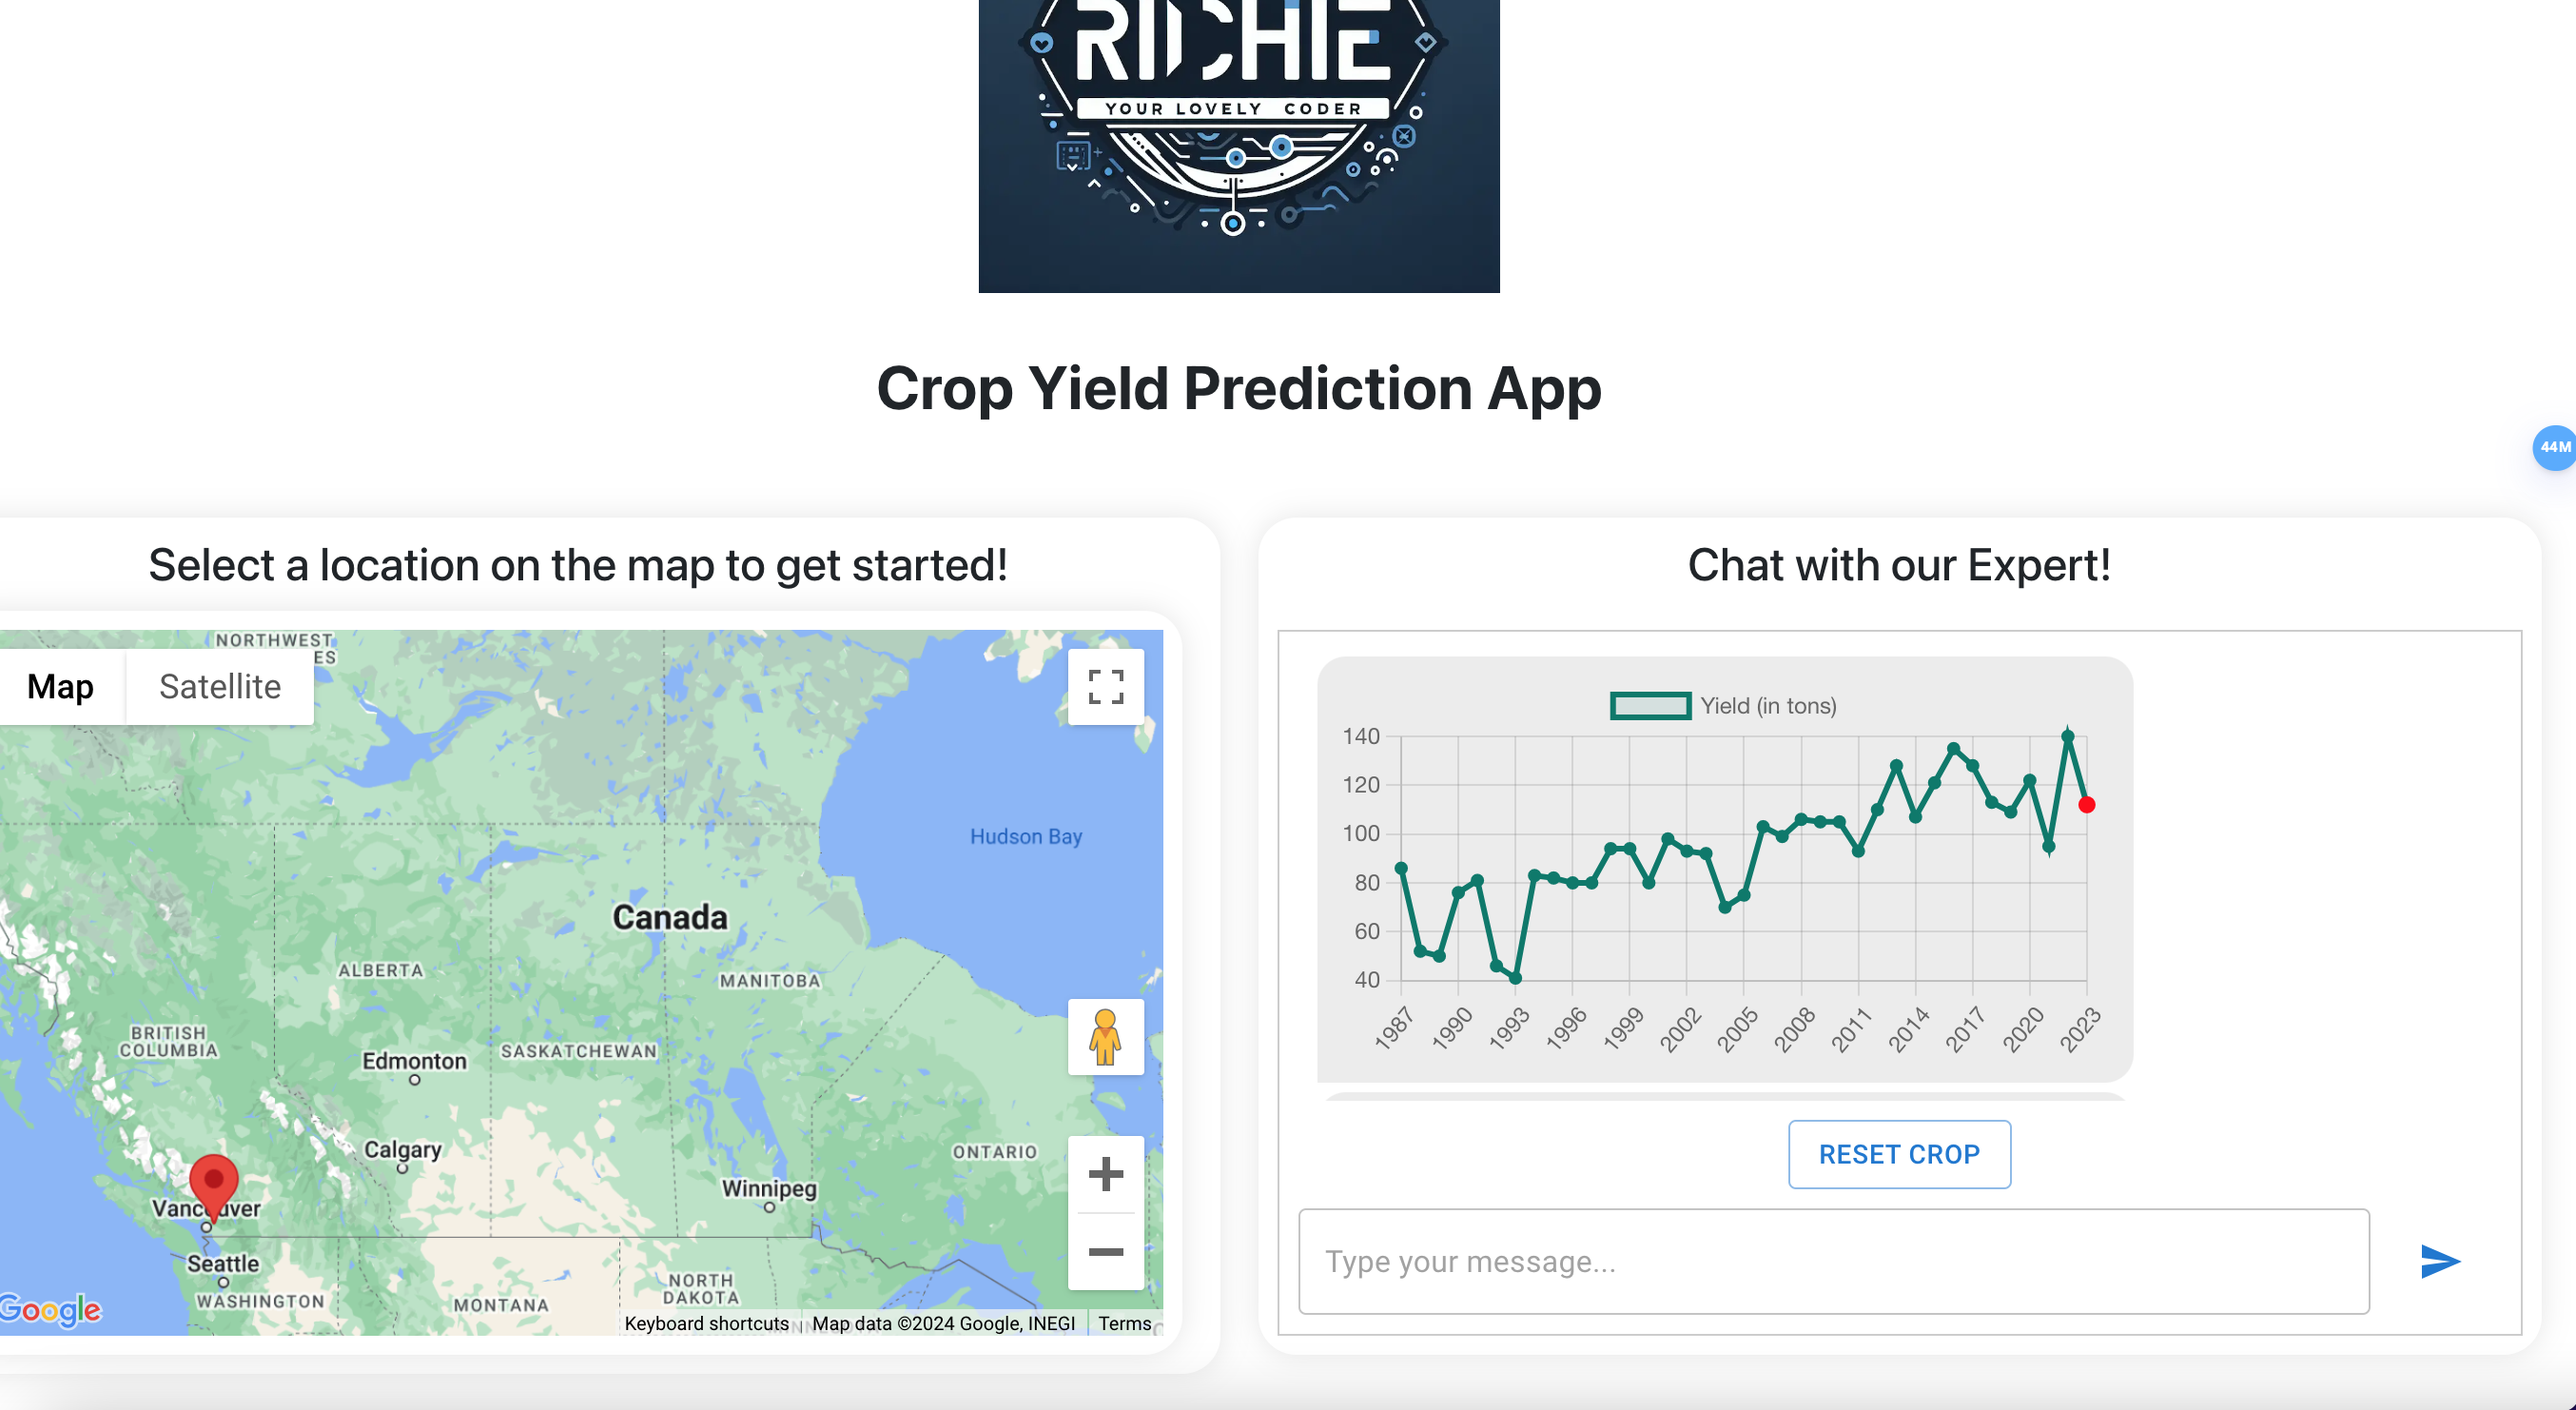 RICHIE
YOUR LOVELY CODER
Crop Yield Prediction App
44M
Select a location on the map to get started!
NORTHWEST
ES
Map
Satellite
Hudson Bay
Canada
ALBERTA
MANITOBA
BRITISH
COLUMBIA
Edmonton
SASKATCHEWAN
Calgary
ONTARIO
Winnipeg
Vancouver
Seattle
WASHINGTON
MONTANA
NORTH
DAKOTA
Google
Keyboard shortcuts
Map data ©2024 Google, INEGI
Terms
Chat with our Expert!
Yield (in tons)
140
120
100
80
60
40
1987 1990 1993 1996 1999 2002 2005 2008 2011 2014 2017 2020 2023
RESET CROP
Type your message...